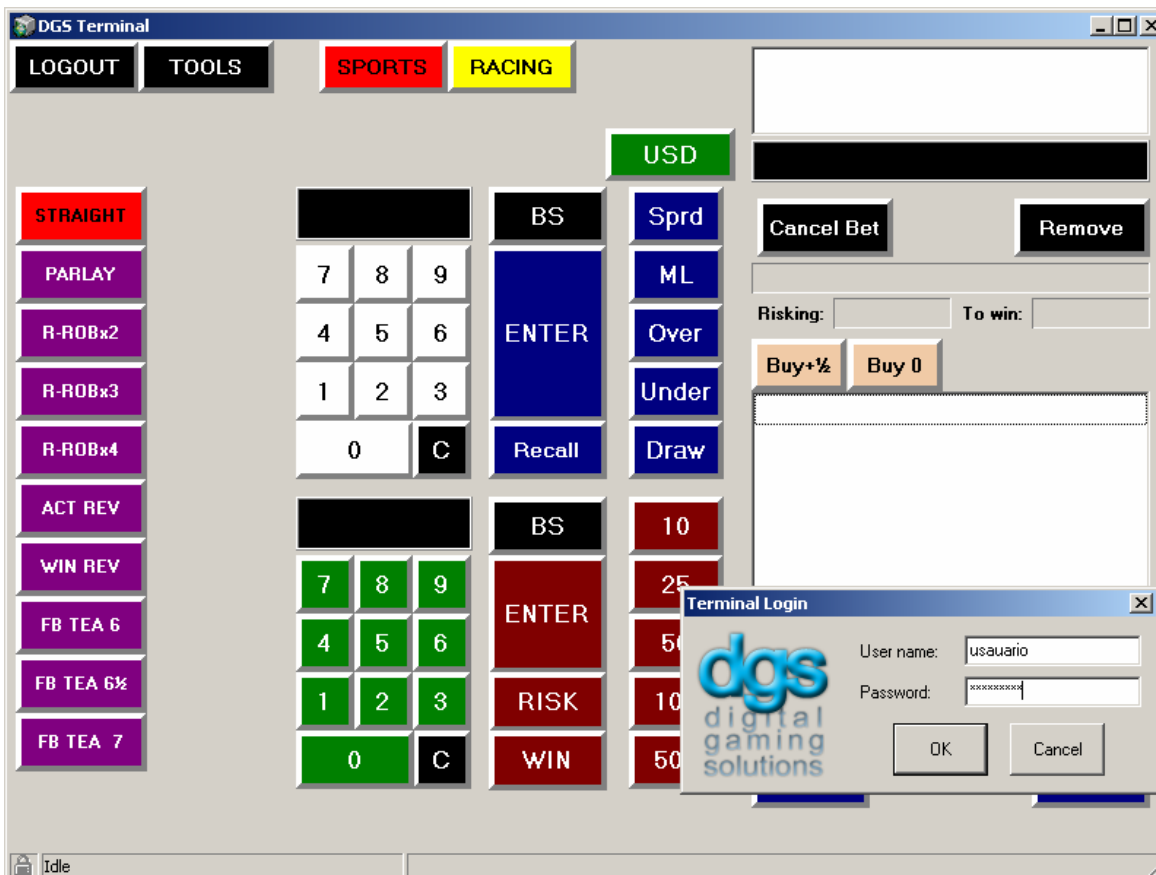 DGS Terminal
LOGOUT TOOLS SPORTS RACING
USD
STRAIGHT
PARLAY
R-ROBx2
R-ROBx3
R-ROBx4
ACT REV
WIN REV
FB TEA 6
FB TEA 6½
FB TEA 7
BS
7 8 9
4 5 6
1 2 3
0 C
ENTER
Recall
Sprd
ML
Over
Under
Draw
BS
7 8 9
4 5 6
1 2 3
0 C
ENTER
RISK
WIN
10
25
50
10
50
Cancel Bet Remove
Risking: To win:
Buy+½ Buy 0
Terminal Login
dgs
digital
gaming
solutions
User name: usauario
Password: *********
OK Cancel
Idle